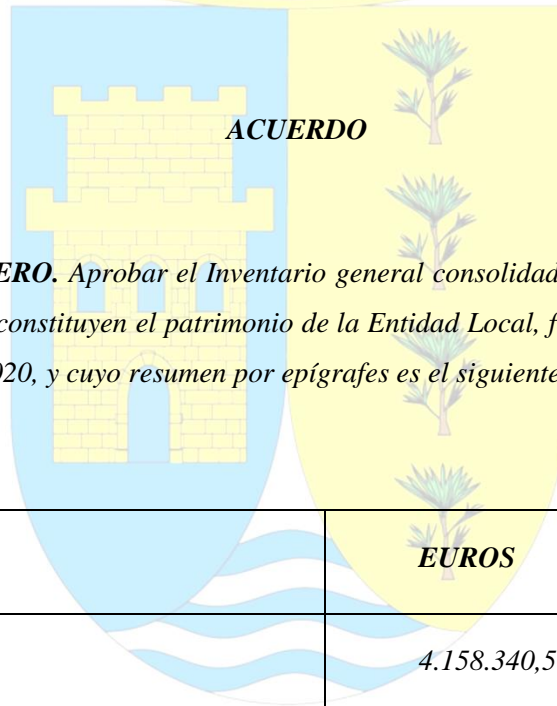 ACUERDO
ERO. Aprobar el Inventario general consolidad
constituyen el patrimonio de la Entidad Local, f
020, y cuyo resumen por epígrafes es el siguiente
EUROS
4.158.340,5